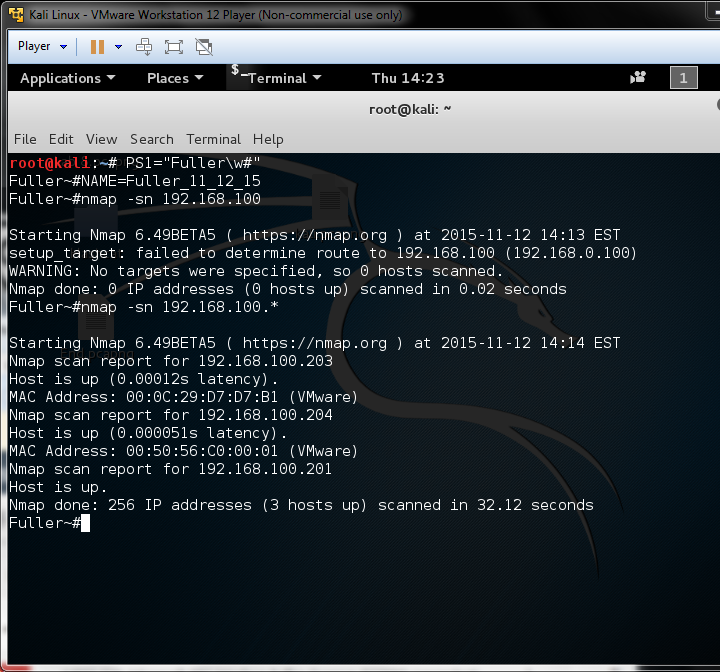 Kali Linux - VMware Workstation 12 Player (Non-commercial use only)
Player
Applications Places $_Terminal Thu 14:23 1
root@kali: ~
File Edit View Search Terminal Help
root@kali:~# PS1="Fuller\w#"
Fuller~#NAME=Fuller_11_12_15
Fuller~#nmap -sn 192.168.100

Starting Nmap 6.49BETA5 ( https://nmap.org ) at 2015-11-12 14:13 EST
setup_target: failed to determine route to 192.168.100 (192.168.0.100)
WARNING: No targets were specified, so 0 hosts scanned.
Nmap done: 0 IP addresses (0 hosts up) scanned in 0.02 seconds
Fuller~#nmap -sn 192.168.100.*

Starting Nmap 6.49BETA5 ( https://nmap.org ) at 2015-11-12 14:14 EST
Nmap scan report for 192.168.100.203
Host is up (0.00012s latency).
MAC Address: 00:0C:29:D7:D7:B1 (VMware)
Nmap scan report for 192.168.100.204
Host is up (0.000051s latency).
MAC Address: 00:50:56:C0:00:01 (VMware)
Nmap scan report for 192.168.100.201
Host is up.
Nmap done: 256 IP addresses (3 hosts up) scanned in 32.12 seconds
Fuller~#